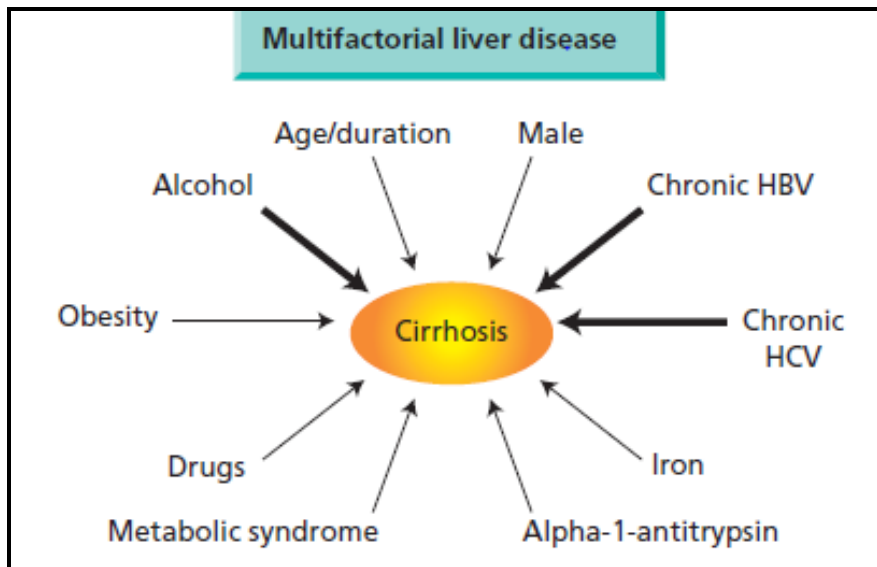 Multifactorial liver disease
Age/duration
Male
Alcohol
Chronic HBV
Obesity
Cirrhosis
Chronic
HCV
Drugs
Iron
Metabolic syndrome
Alpha-1-antitrypsin